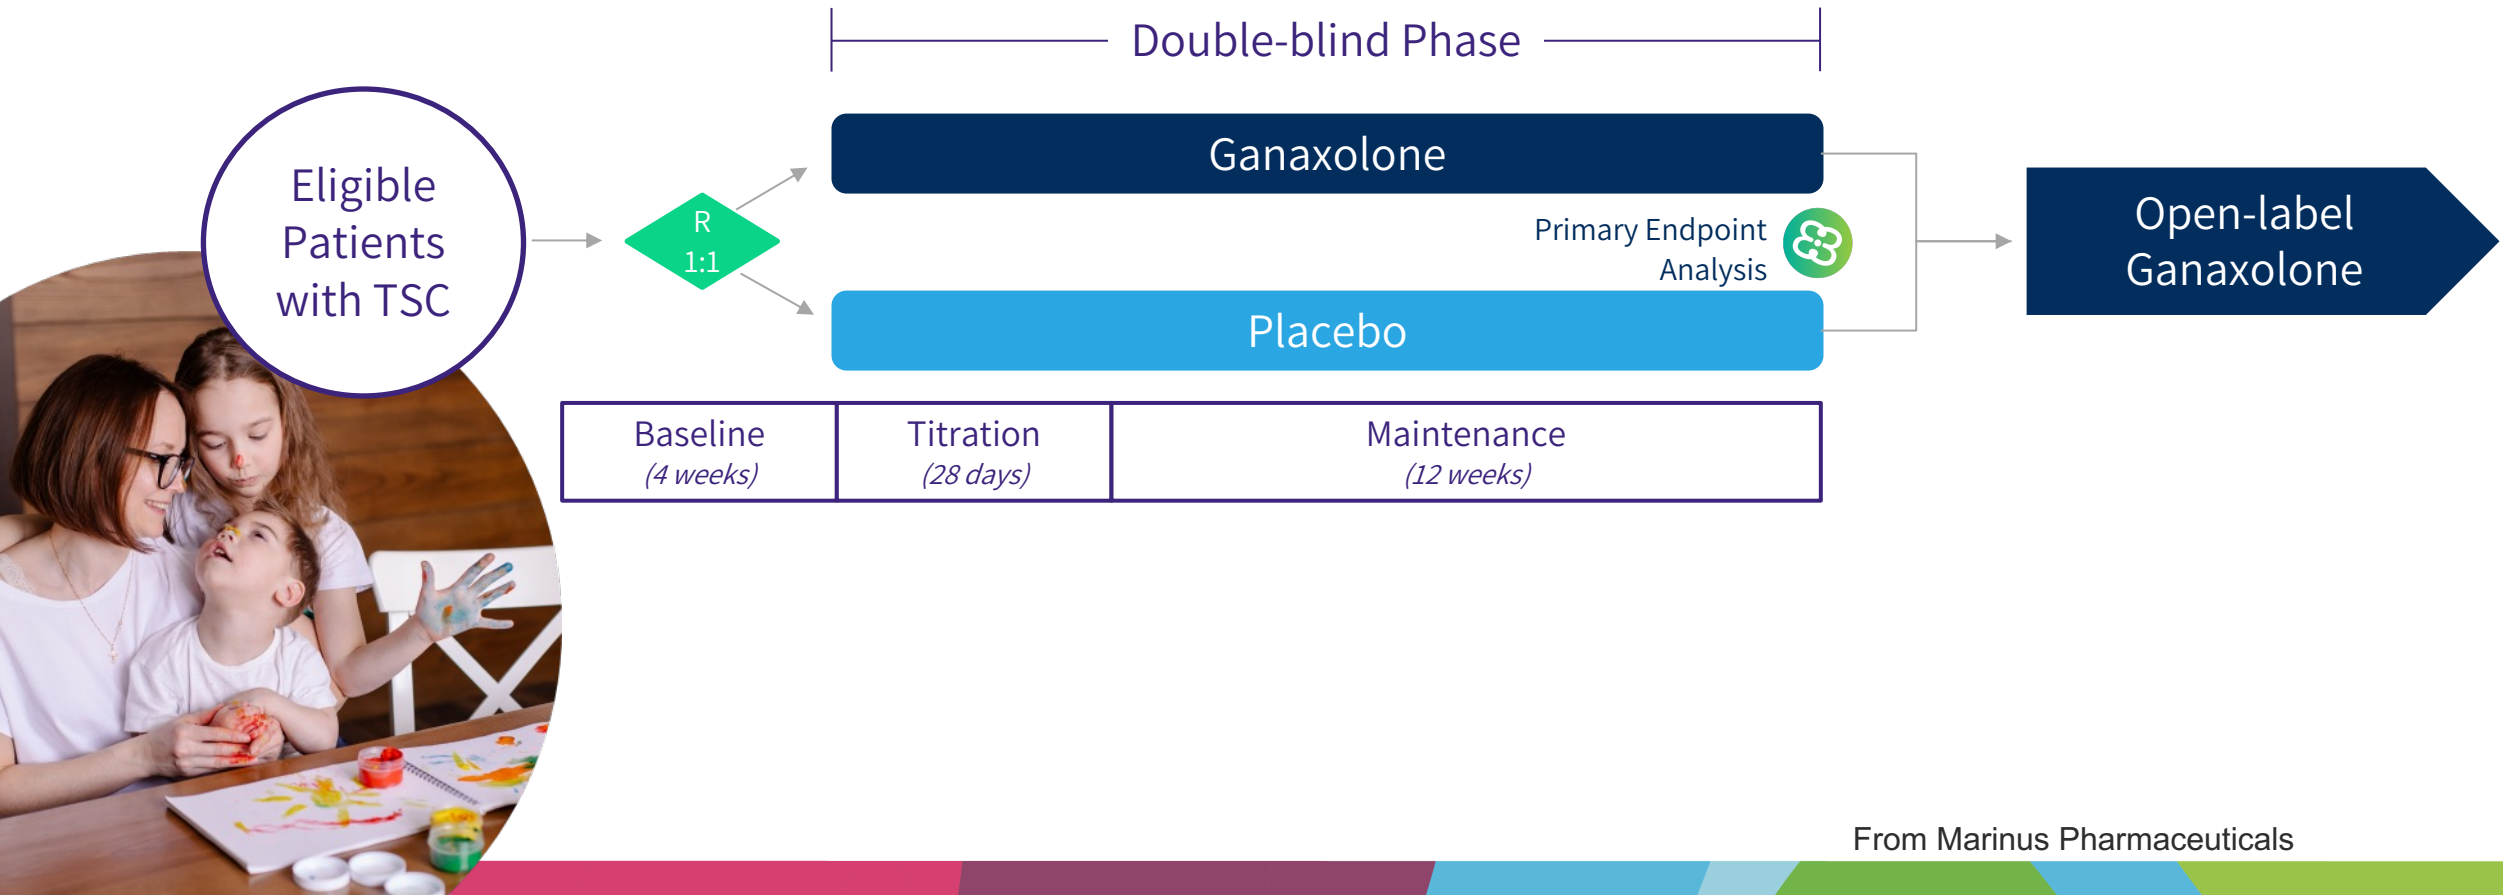 Double-blind Phase
Eligible
Patients
with TSC
R
1:1
Ganaxolone
Primary Endpoint
Analysis
Placebo
Open-label
Ganaxolone
Baseline
(4 weeks)
Titration
(28 days)
Maintenance
(12 weeks)
From Marinus Pharmaceuticals